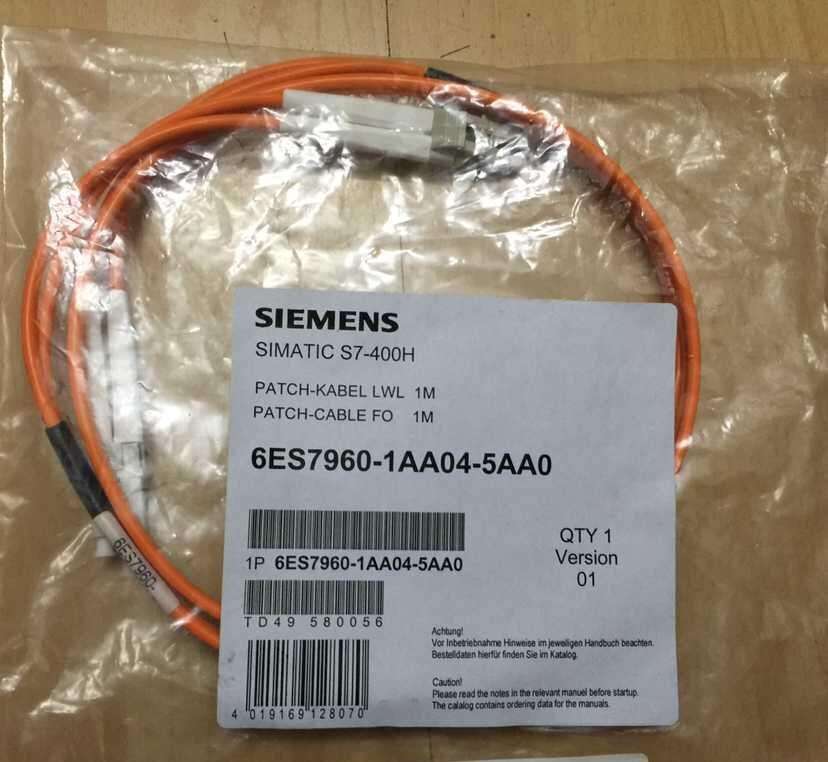 SIEMENS
SIMATIC S7-400H
PATCH-KABEL LWL 1M
PATCH-CABLE FO 1M
6ES7960-1AA04-5AA0
1P 6ES7960-1AA04-5AA0
QTY 1
Version
01
TD49 580056
Achtung!
Vor Inbetriebnahme Hinweise im jeweiligen Handbuch beachten.
Bestelldaten hierfür finden Sie im Katalog.
Caution!
Please read the notes in the relevant manuel before startup.
The calalog contains ordering data for the manuals.
4 019169 128070
6ES7960-